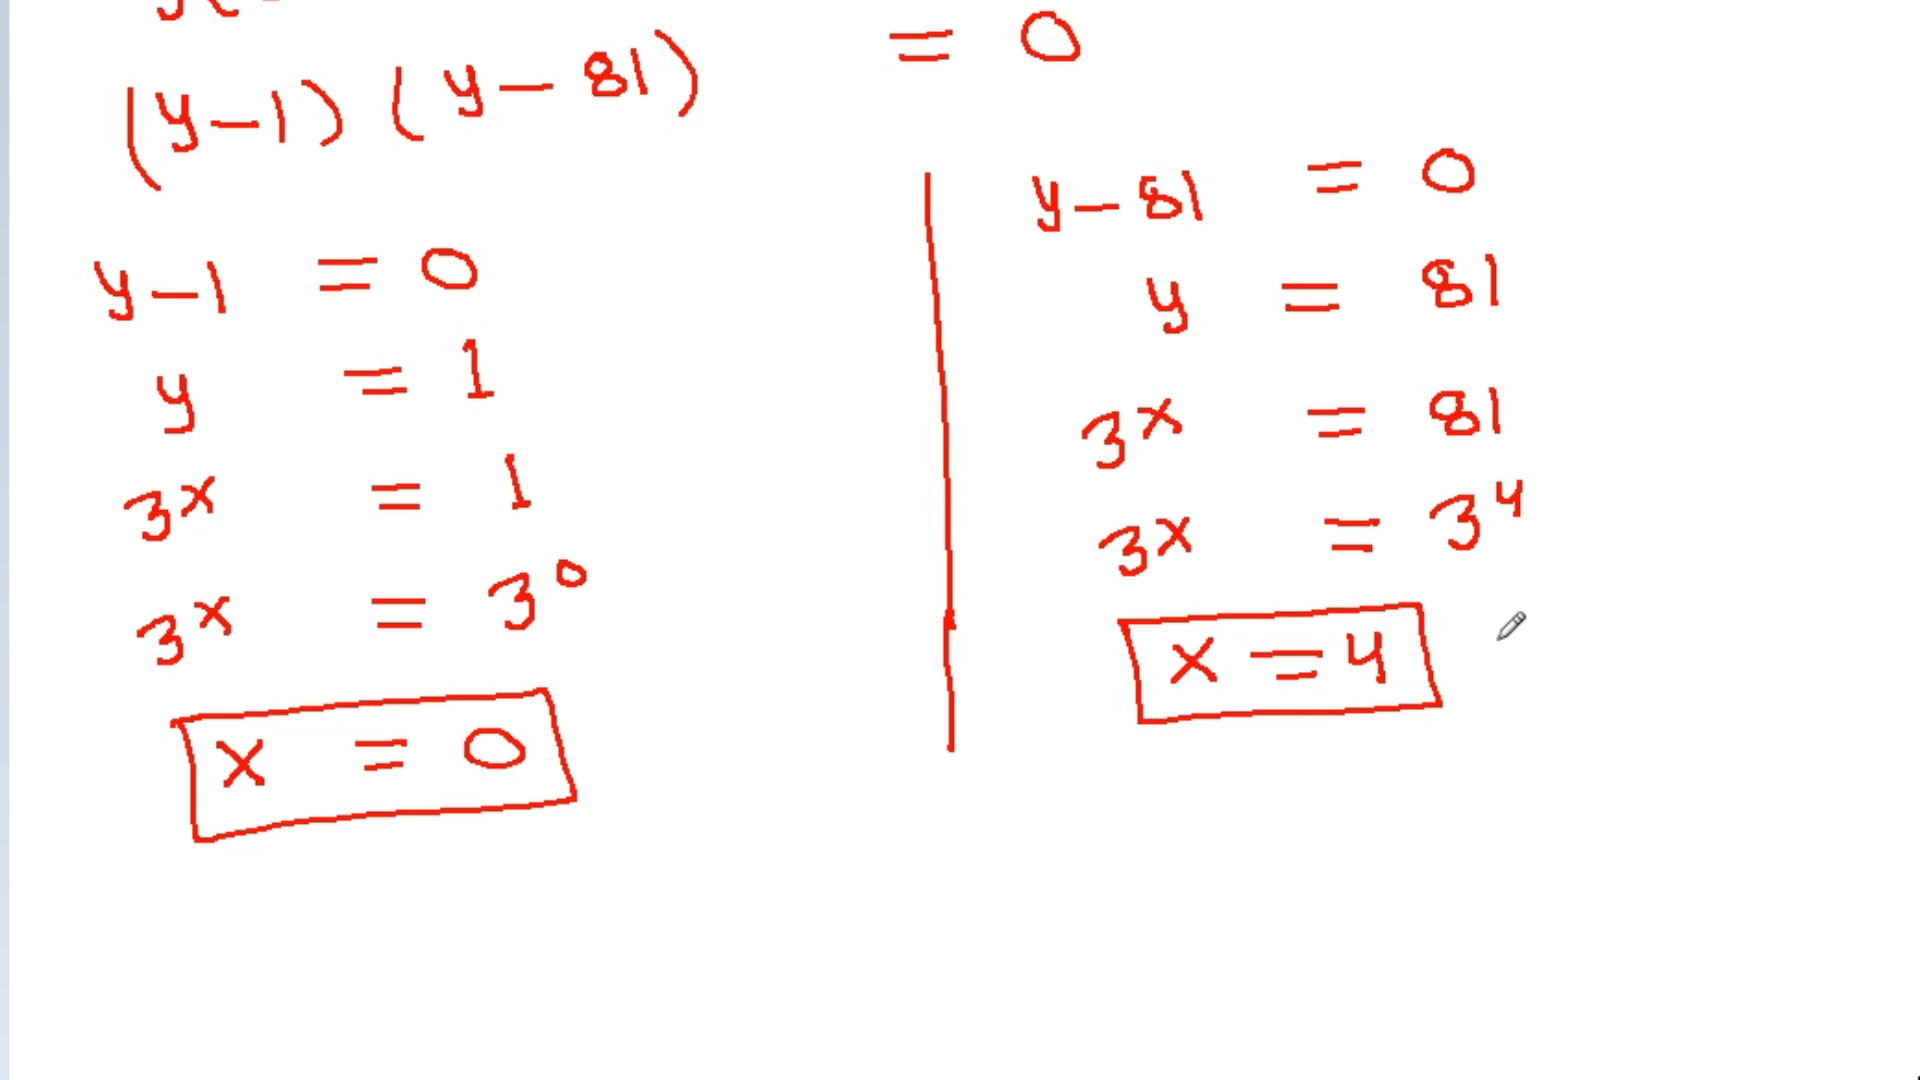 (y-1) (y-81) = 0
y-1 = 0
y = 1
3^x = 1
3^x = 3^0
x = 0
y-81 = 0
y = 81
3^x = 81
3^x = 3^4
x = 4